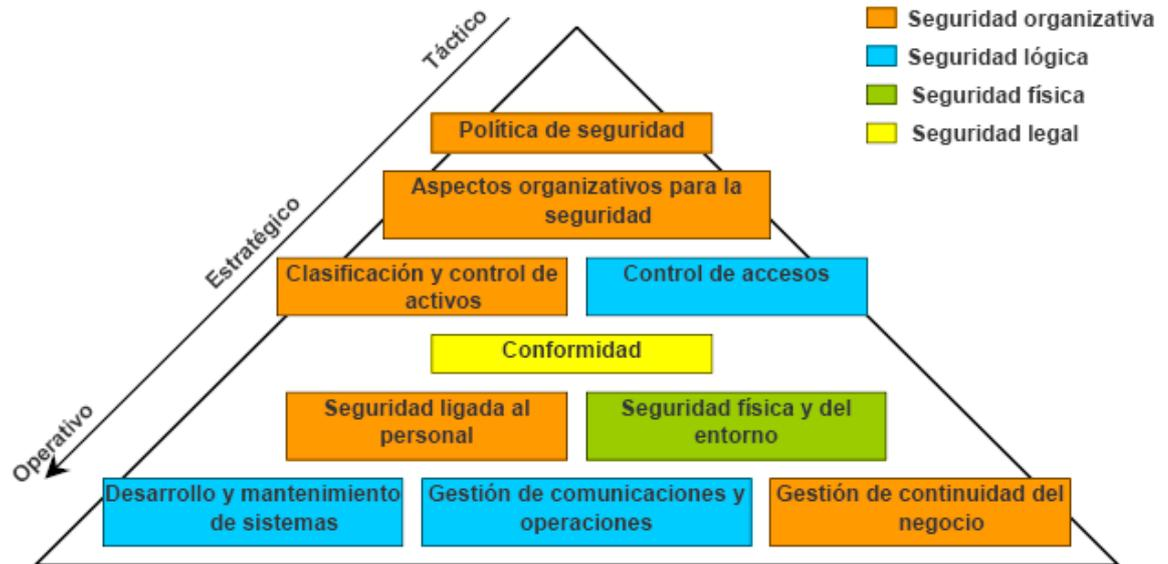 Táctico
Estratégico
Operativo
Seguridad organizativa
Seguridad lógica
Seguridad física
Seguridad legal
Política de seguridad
Aspectos organizativos para la
seguridad
Clasificación y control de
activos
Control de accesos
Conformidad
Seguridad ligada al
personal
Seguridad física y del
entorno
Desarrollo y mantenimiento
de sistemas
Gestión de comunicaciones y
operaciones
Gestión de continuidad del
negocio